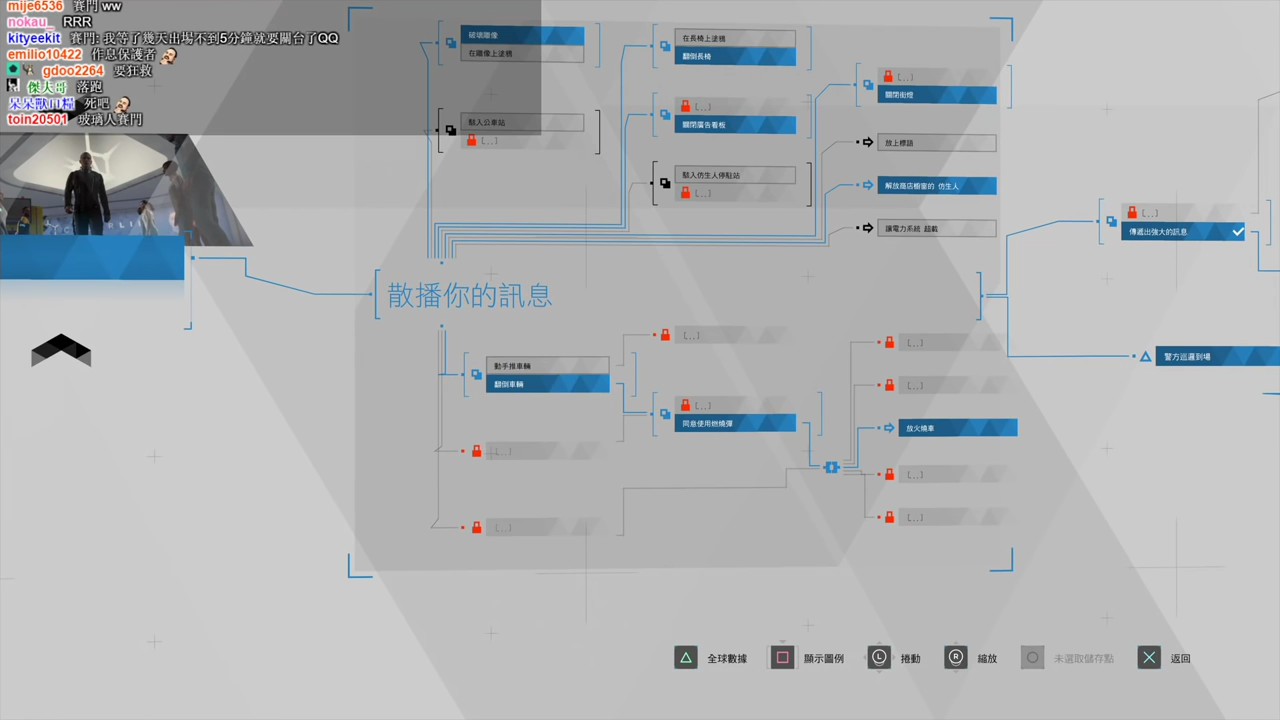 mije6536 賽門 ww
nokau_ RRR
kityeekit 賽門: 我等了幾天出場不到5分鐘就要關台了QQ
emilio10422 作息保護者
gdoo2264 要狂救
傑大哥 落跑
死吧
toin20501 玻璃人賽門
破壞雕像
在雕像上塗鴉
駭入公車站
[...]
在長椅上塗鴉
翻倒長椅
[...]
關閉廣告看板
駭入仿生人停駐站
[...]
[...]
關閉街燈
放上標語
解放商店櫥窗的 仿生人
讓電力系統 超載
[...]
傳遞出強大的訊息
散播你的訊息
警方巡邏到場
動手推車輛
翻倒車輛
[...]
[...]
同意使用燃燒彈
[...]
[...]
[...]
[...]
放火燒車
[...]
[...]
全球數據
顯示圖例
L 捲動
R 縮放
未選取儲存點
返回